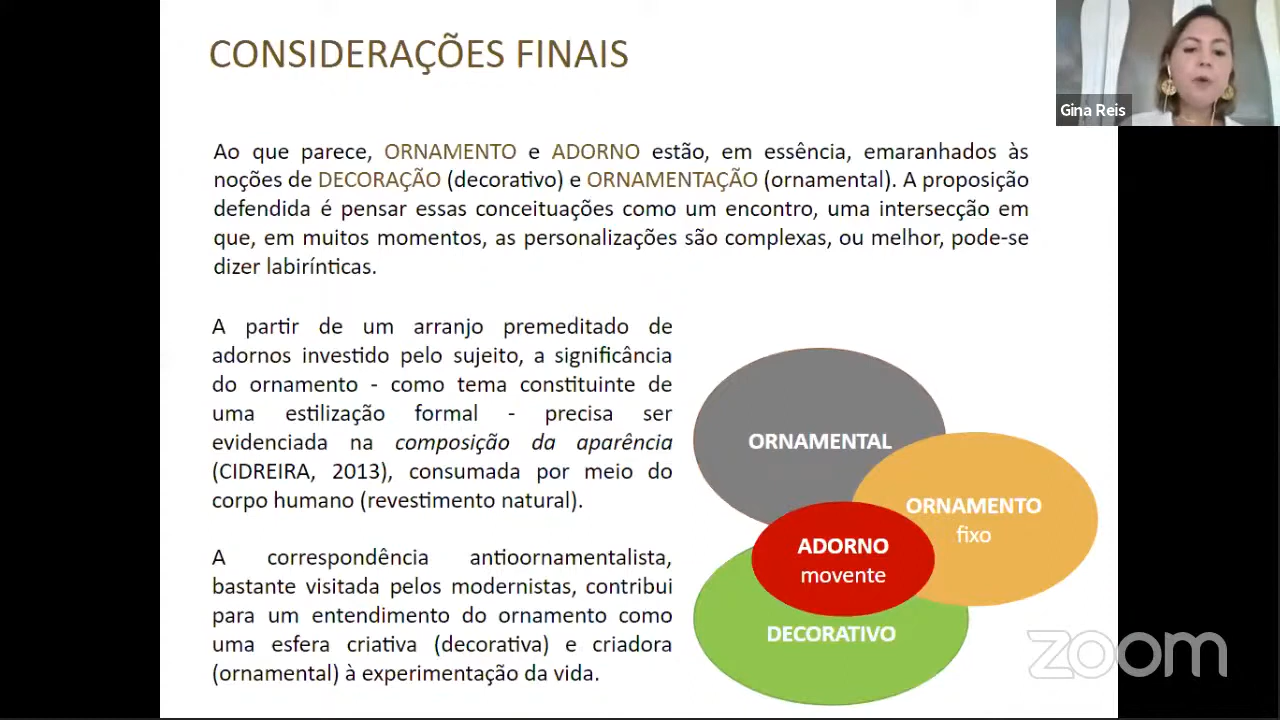 CONSIDERAÇÕES FINAIS
Gina Reis
Ao que parece, ORNAMENTO e ADORNO estão, em essência, emaranhados às
noções de DECORAÇÃO (decorativo) e ORNAMENTAÇÃO (ornamental). A proposição
defendida é pensar essas conceituações como um encontro, uma intersecção em
que, em muitos momentos, as personalizações são complexas, ou melhor, pode-se
dizer labirínticas.
A partir de um arranjo premeditado de
adornos investido pelo sujeito, a significância
do ornamento - como tema constituinte de
uma estilização formal - precisa ser
evidenciada na composição da aparência
(CIDREIRA, 2013), consumada por meio do
corpo humano (revestimento natural).
A correspondência antioornamentalista,
bastante visitada pelos modernistas, contribui
para um entendimento do ornamento como
uma esfera criativa (decorativa) e criadora
(ornamental) à experimentação da vida.
ORNAMENTAL
ORNAMENTO
fixo
ADORNO
movente
DECORATIVO
zoom